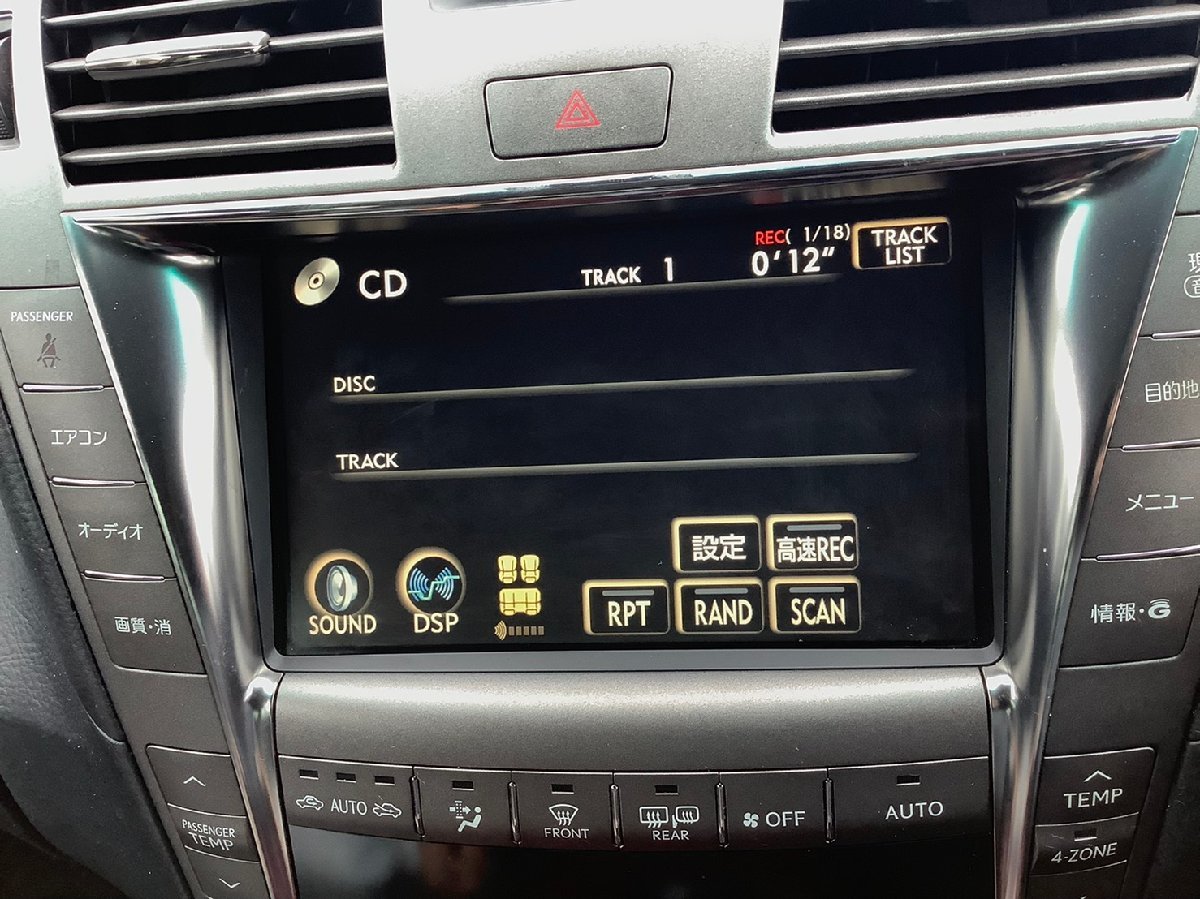 REC( 1/18)
TRACK LIST
CD
TRACK 1
0'12"
DISC
TRACK
設定
高速REC
SOUND
DSP
RPT
RAND
SCAN
PASSENGER
エアコン
オーディオ
画質・消
目的地
メニュー
情報・G
PASSENGER
TEMP
AUTO
FRONT
REAR
OFF
AUTO
TEMP
4-ZONE